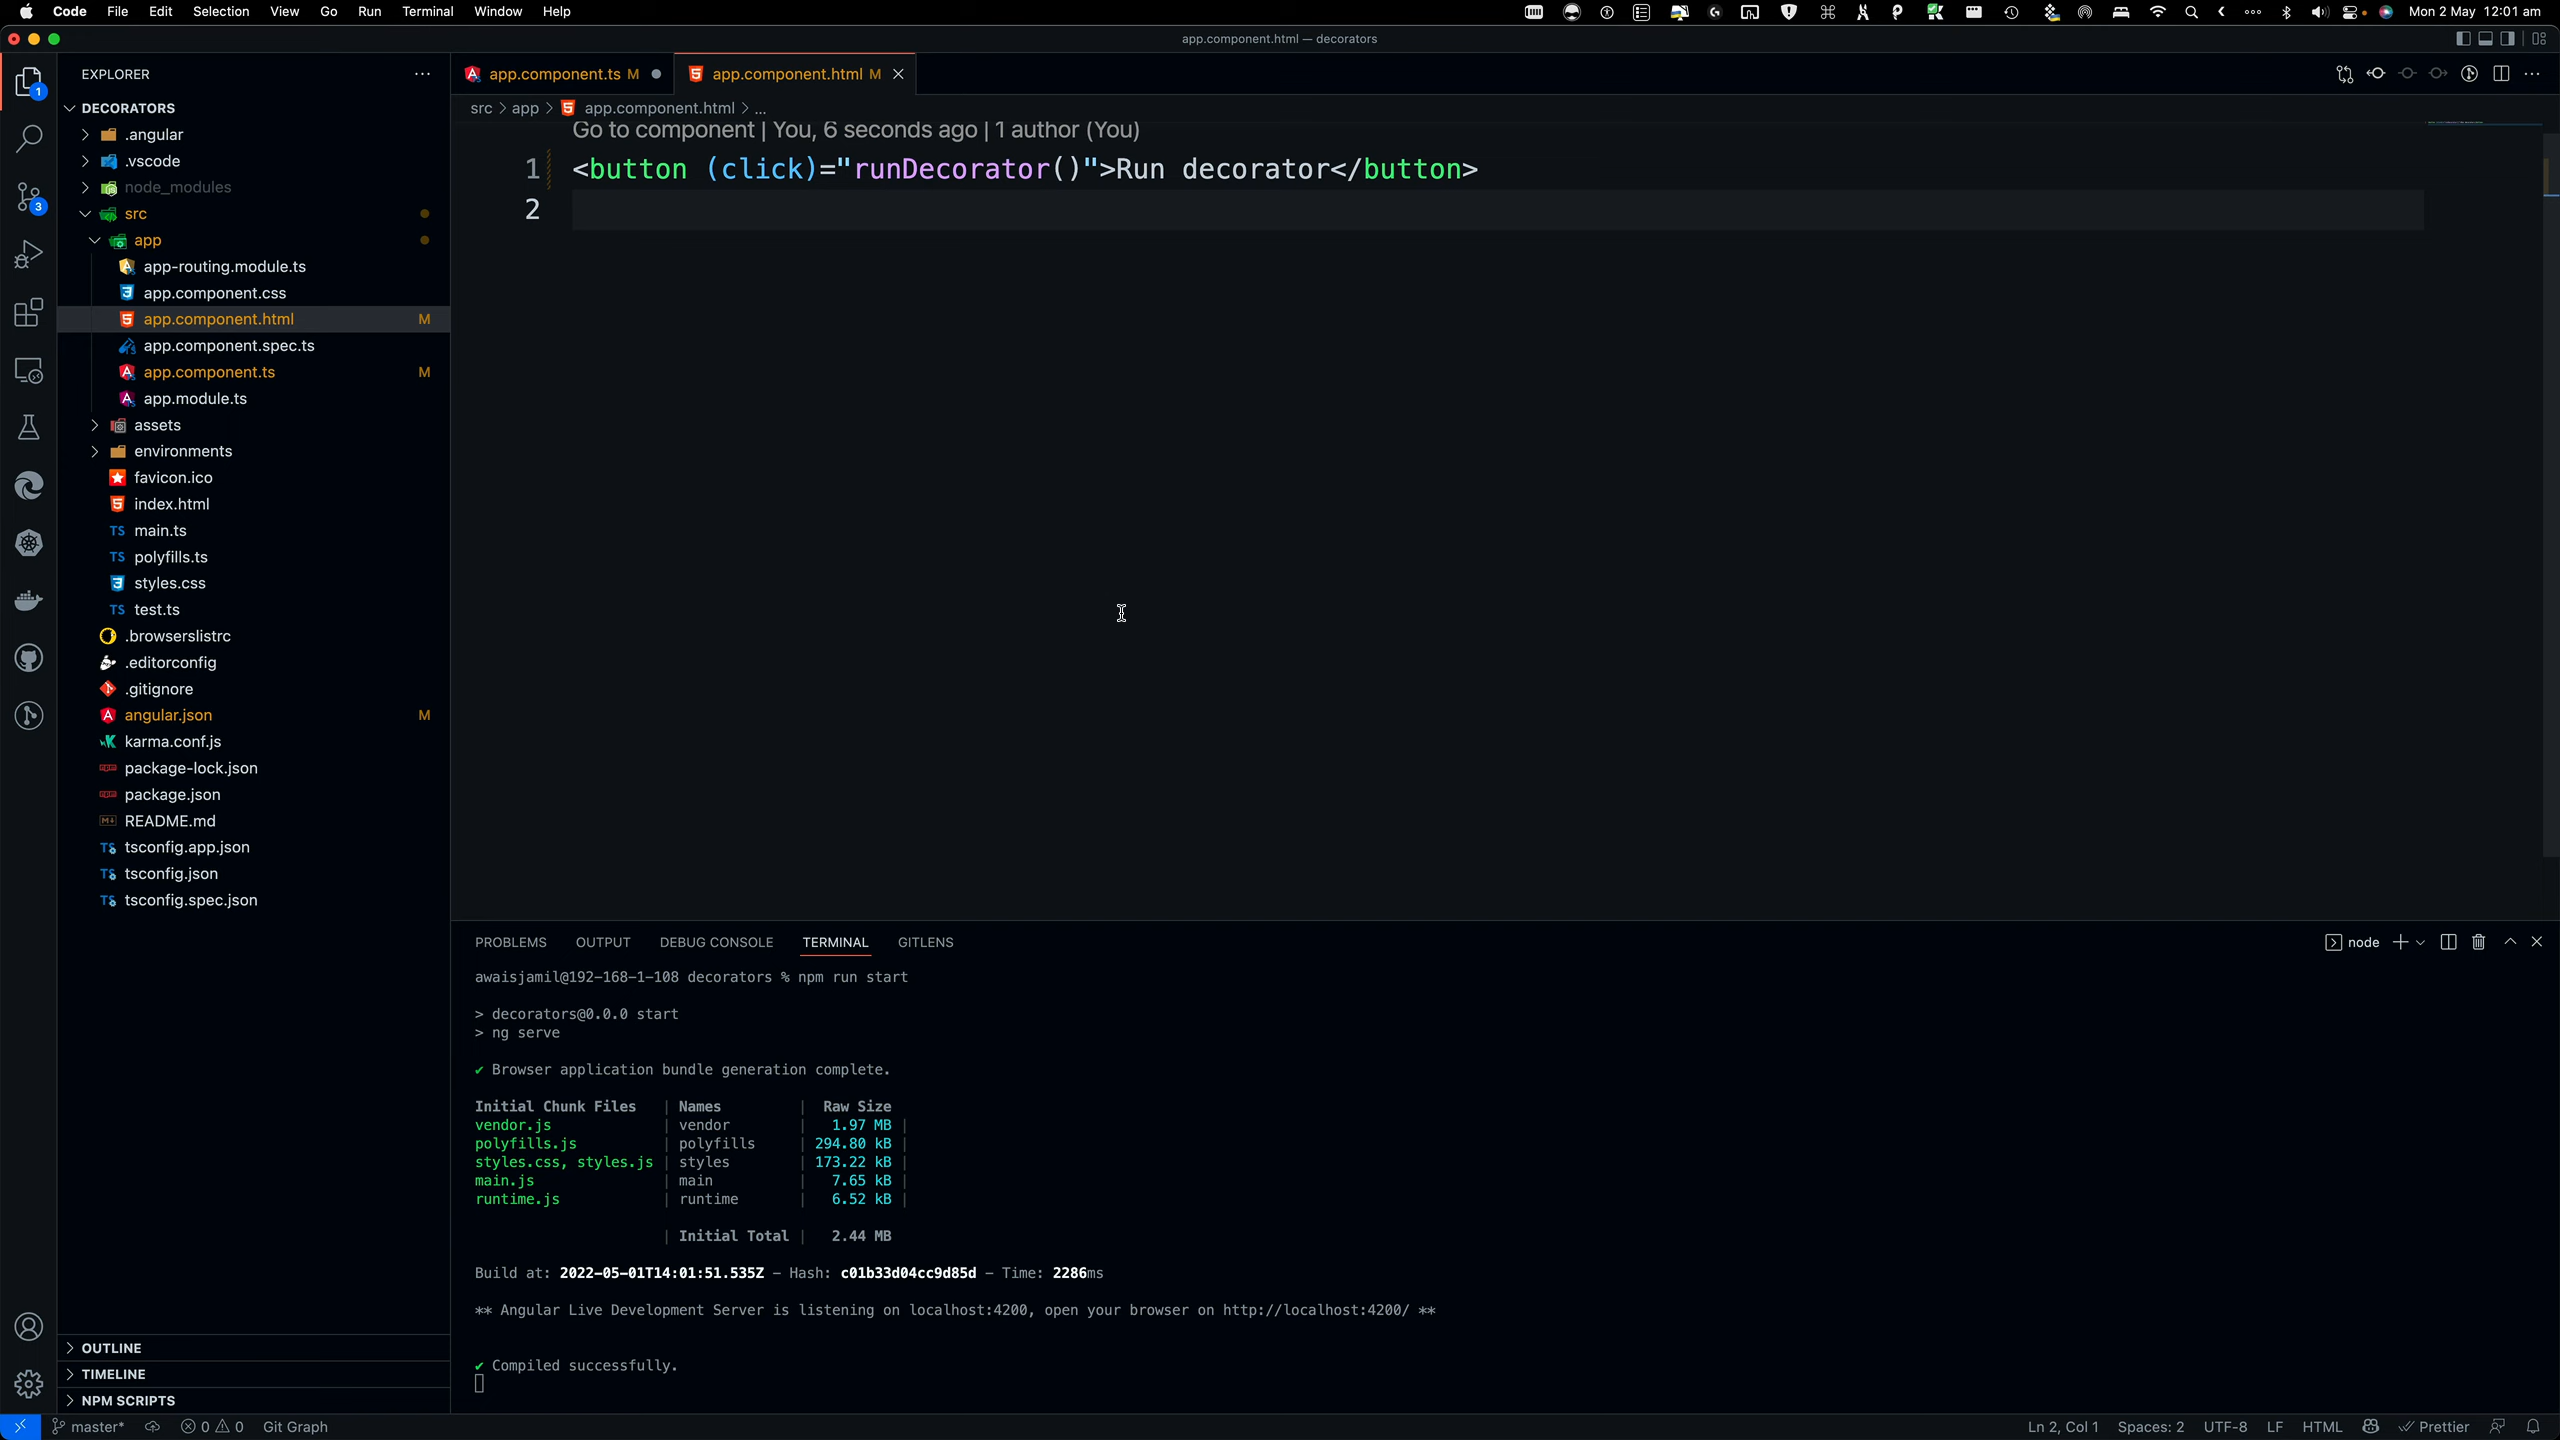 Code File Edit Selection View Go Run Terminal Window Help
Mon 2 May 12:01 am
app.component.html — decorators
EXPLORER
DECORATORS
.angular
.vscode
node_modules
src
app
app-routing.module.ts
app.component.css
app.component.html M
app.component.spec.ts
app.component.ts M
app.module.ts
assets
environments
favicon.ico
index.html
main.ts
polyfills.ts
styles.css
test.ts
.browserslistrc
.editorconfig
.gitignore
angular.json M
karma.conf.js
package-lock.json
package.json
README.md
tsconfig.app.json
tsconfig.json
tsconfig.spec.json
OUTLINE
TIMELINE
NPM SCRIPTS
app.component.ts M
app.component.html M
src > app > app.component.html > ...
Go to component | You, 6 seconds ago | 1 author (You)
1 <button (click)="runDecorator()">Run decorator</button>
2
PROBLEMS OUTPUT DEBUG CONSOLE TERMINAL GITLENS
node
awaisjamil@192-168-1-108 decorators % npm run start
> decorators@0.0.0 start
> ng serve
✔ Browser application bundle generation complete.
Initial Chunk Files | Names | Raw Size
vendor.js | vendor | 1.97 MB |
polyfills.js | polyfills | 294.80 kB |
styles.css, styles.js | styles | 173.22 kB |
main.js | main | 7.65 kB |
runtime.js | runtime | 6.52 kB |
| Initial Total | 2.44 MB
Build at: 2022-05-01T14:01:51.535Z - Hash: c01b33d04cc9d85d - Time: 2286ms
** Angular Live Development Server is listening on localhost:4200, open your browser on http://localhost:4200/ **
✔ Compiled successfully.
master* 0 0 Git Graph
Ln 2, Col 1 Spaces: 2 UTF-8 LF HTML Prettier
1
3